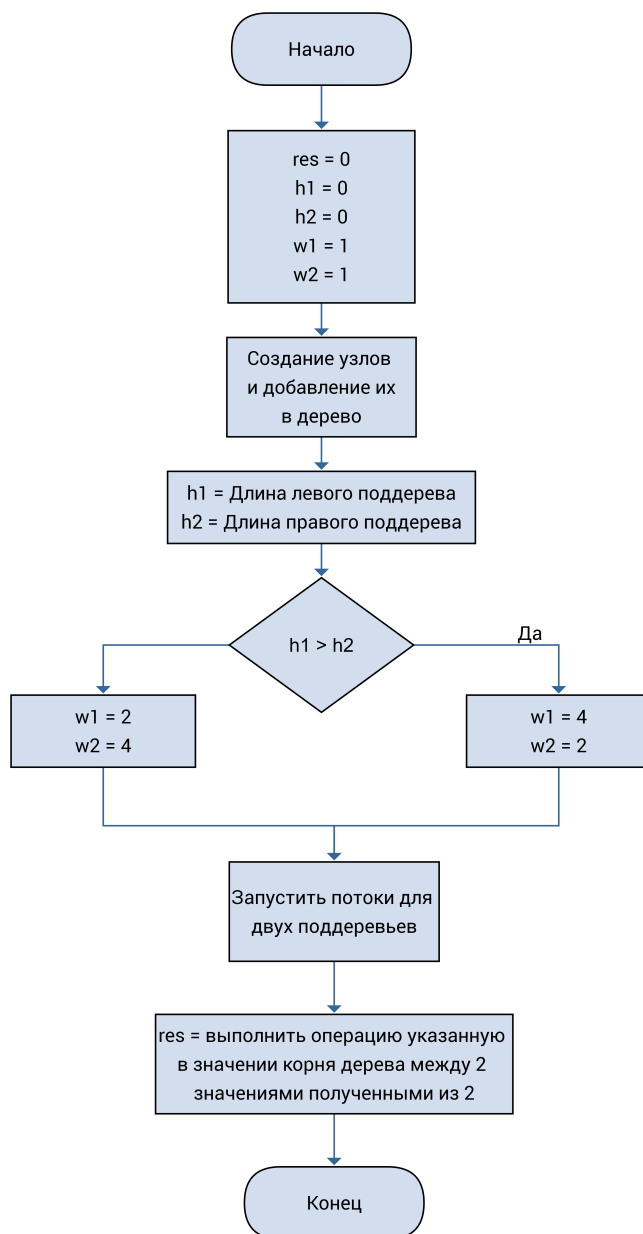 Начало
res = 0
h1 = 0
h2 = 0
w1 = 1
w2 = 1
Создание узлов
и добавление их
в дерево
h1 = Длина левого поддерева
h2 = Длина правого поддерева
h1 > h2
Да
w1 = 2
w2 = 4
w1 = 4
w2 = 2
Запустить потоки для
двух поддеревьев
res = выполнить операцию указанную
в значении корня дерева между 2
значениями полученными из 2
Конец